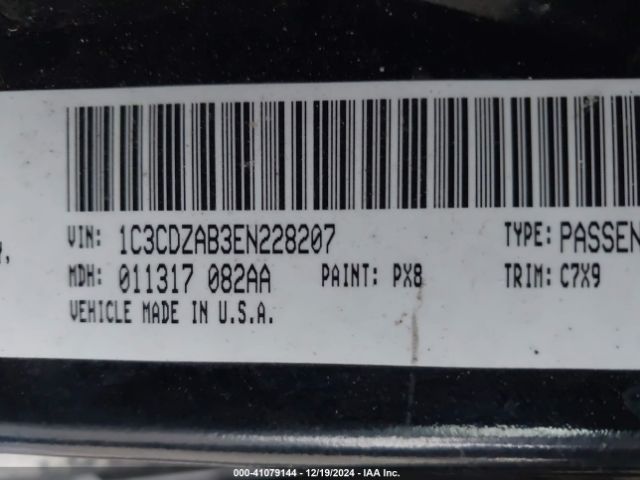 VIN: 1C3CDZAB3EN228207 TYPE: PASSEN
MDH: 011317 082AA PAINT: PX8 TRIM: C7X9
VEHICLE MADE IN U.S.A.
000-41079144 - 12/19/2024 - IAA Inc.